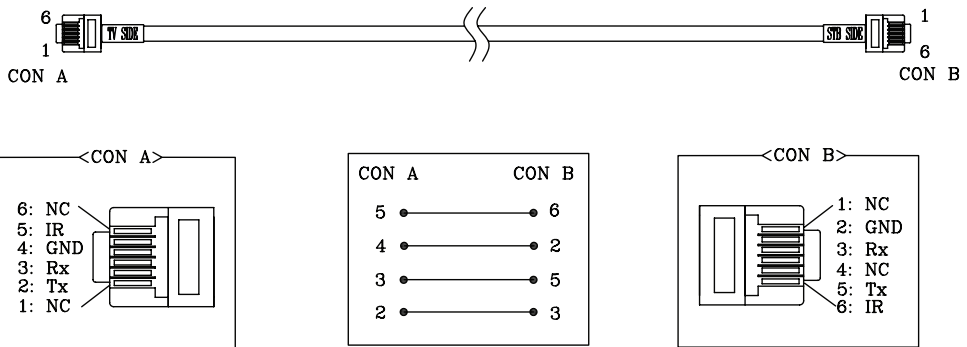 6
1
CON A
TV SIDE
STB SIDE
1
6
CON B
<CON A>
6: NC
5: IR
4: GND
3: Rx
2: Tx
1: NC
CON A CON B
5 6
4 2
3 5
2 3
<CON B>
1: NC
2: GND
3: Rx
4: NC
5: Tx
6: IR